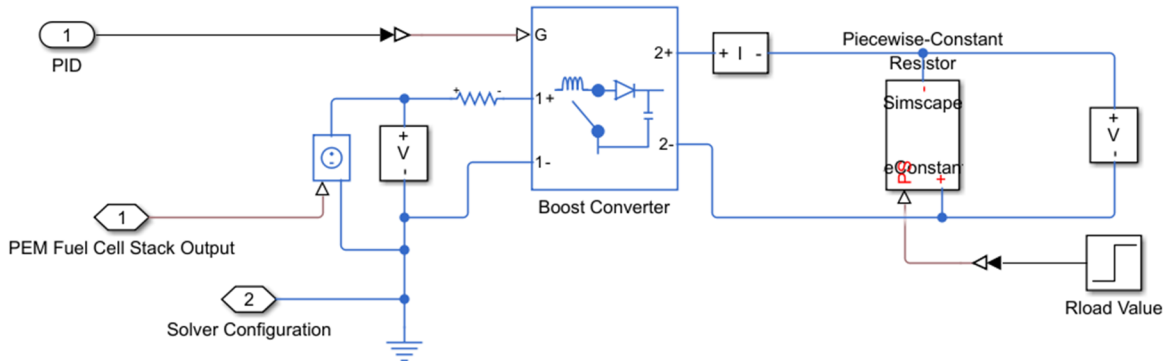 1
PID
G
1+
1-
2+
2-
Boost Converter
+ I -
+
V
-
+ -
1
PEM Fuel Cell Stack Output
2
Solver Configuration
Piecewise-Constant
Resistor
-
Simscape
eConstan
PS
+
+
V
-
Rload Value